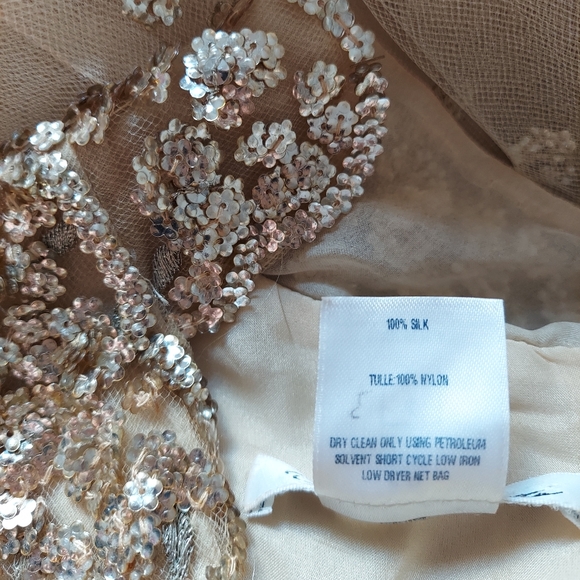 100% SILK
TULLE:100% NYLON
DRY CLEAN ONLY USING PETROLEUM
SOLVENT SHORT CYCLE LOW IRON
LOW DRYER NET BAG